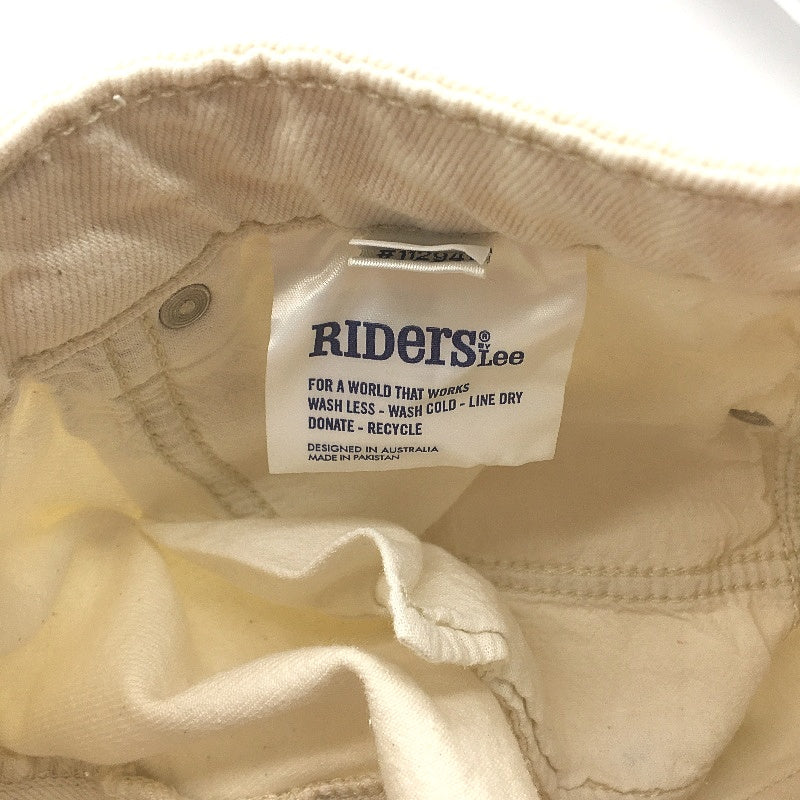 #11294
RIDERS® BY Lee
FOR A WORLD THAT WORKS
WASH LESS - WASH COLD - LINE DRY
DONATE - RECYCLE
DESIGNED IN AUSTRALIA
MADE IN PAKISTAN